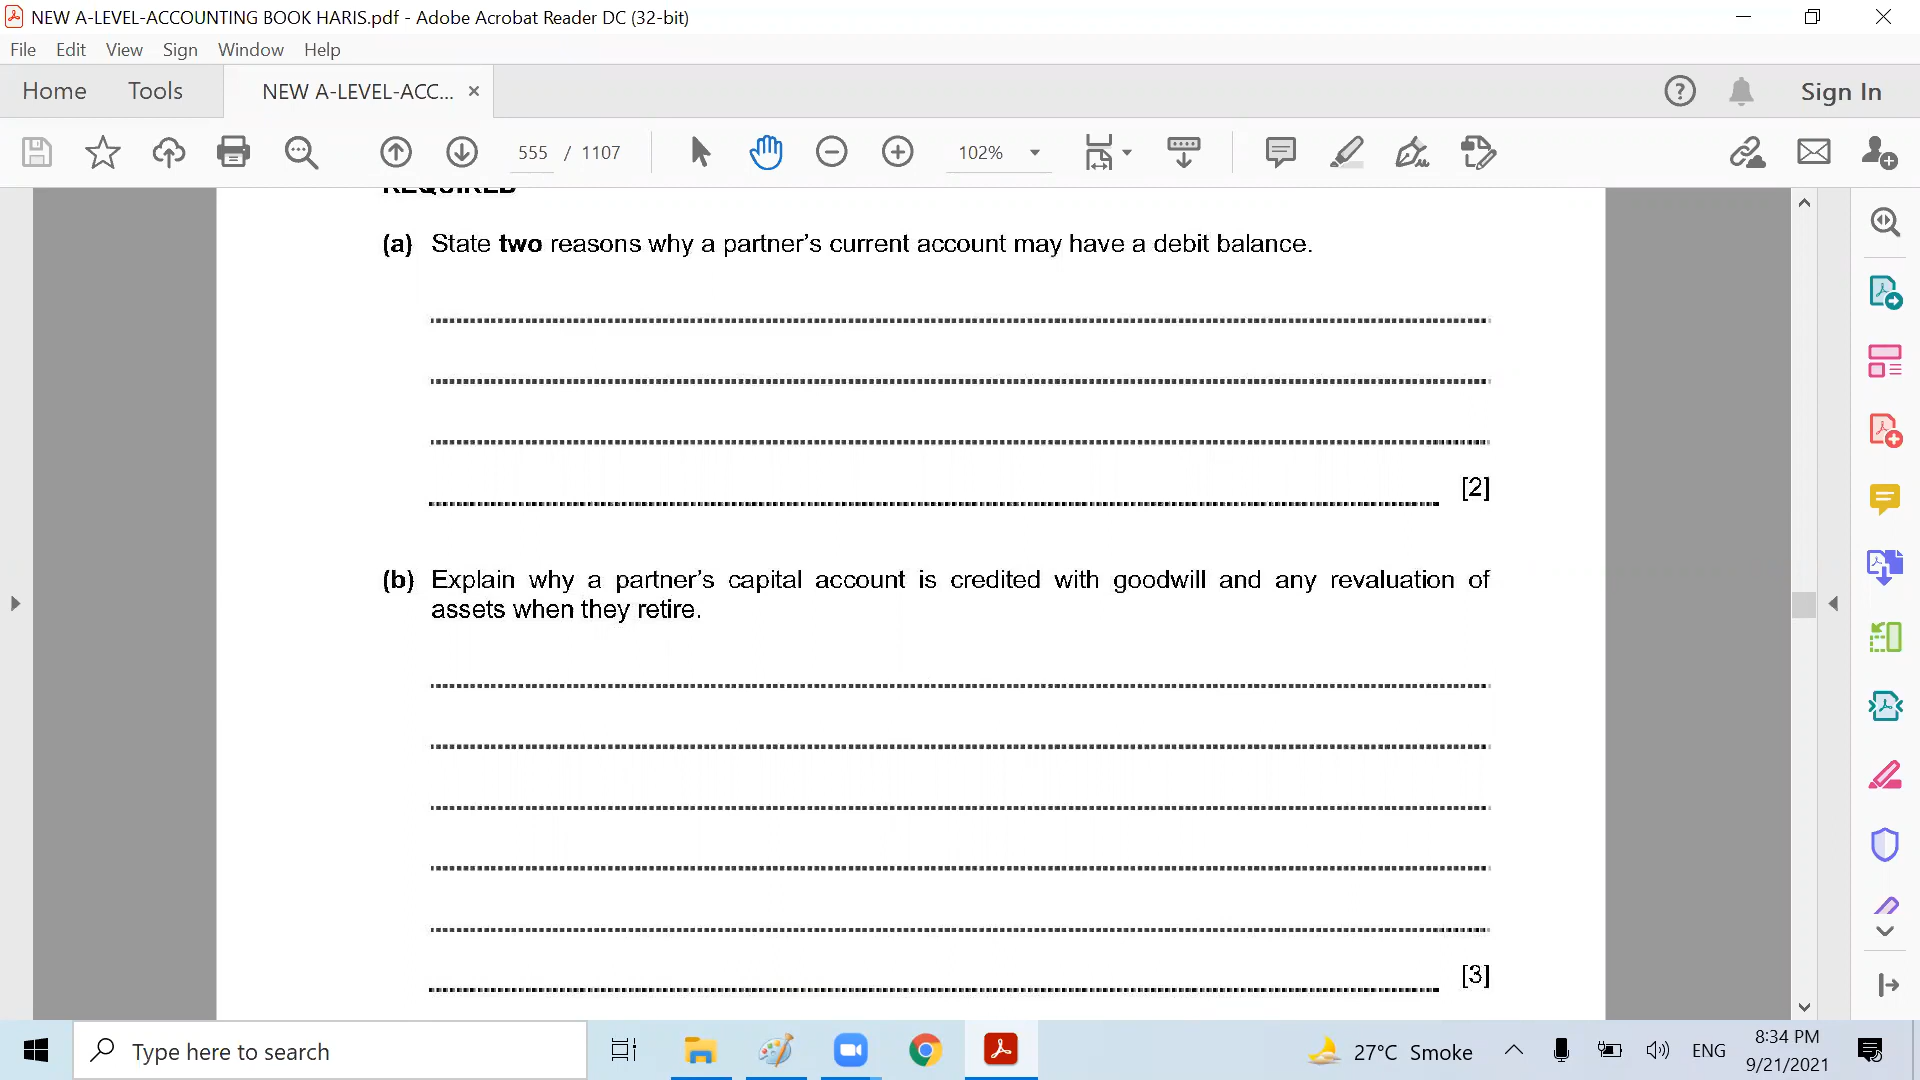 NEW A-LEVEL-ACCOUNTING BOOK HARIS.pdf - Adobe Acrobat Reader DC (32-bit)
File Edit View Sign Window Help
Home Tools NEW A-LEVEL-ACC... × Sign In
555 / 1107 102%
REQUIRED
(a) State two reasons why a partner's current account may have a debit balance.
[2]
(b) Explain why a partner's capital account is credited with goodwill and any revaluation of
assets when they retire.
[3]
Type here to search 27°C Smoke ENG 8:34 PM
9/21/2021